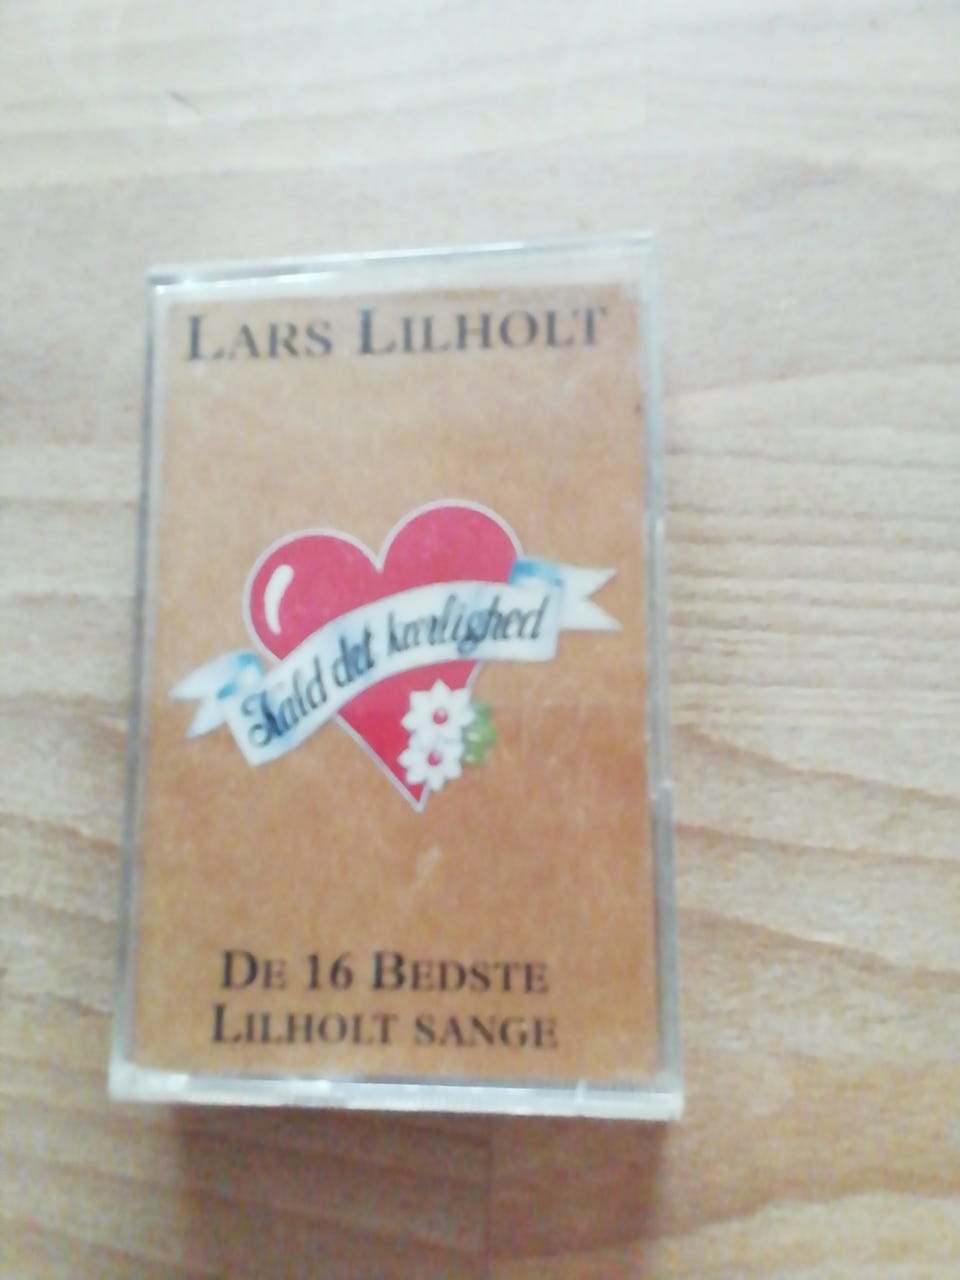 LARS LILHOLT
Kald det kærlighed
DE 16 BEDSTE
LILHOLT SANGE